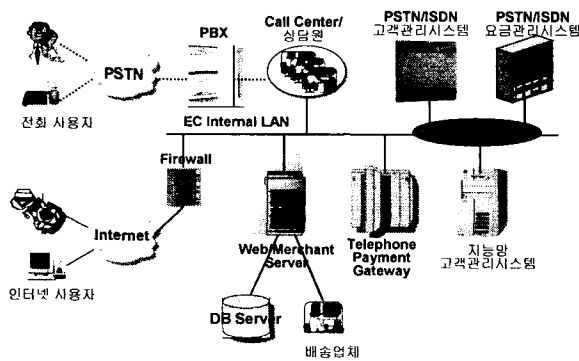 Call Center/
상담원
PSTN/ISDN
고객관리시스템
PSTN/ISDN
요금관리시스템
PBX
PSTN
전화 사용자
EC Internal LAN
Firewall
Internet
인터넷 사용자
Web/Merchant
Server
Telephone
Payment
Gateway
지능망
고객관리시스템
DB Server
배송업체